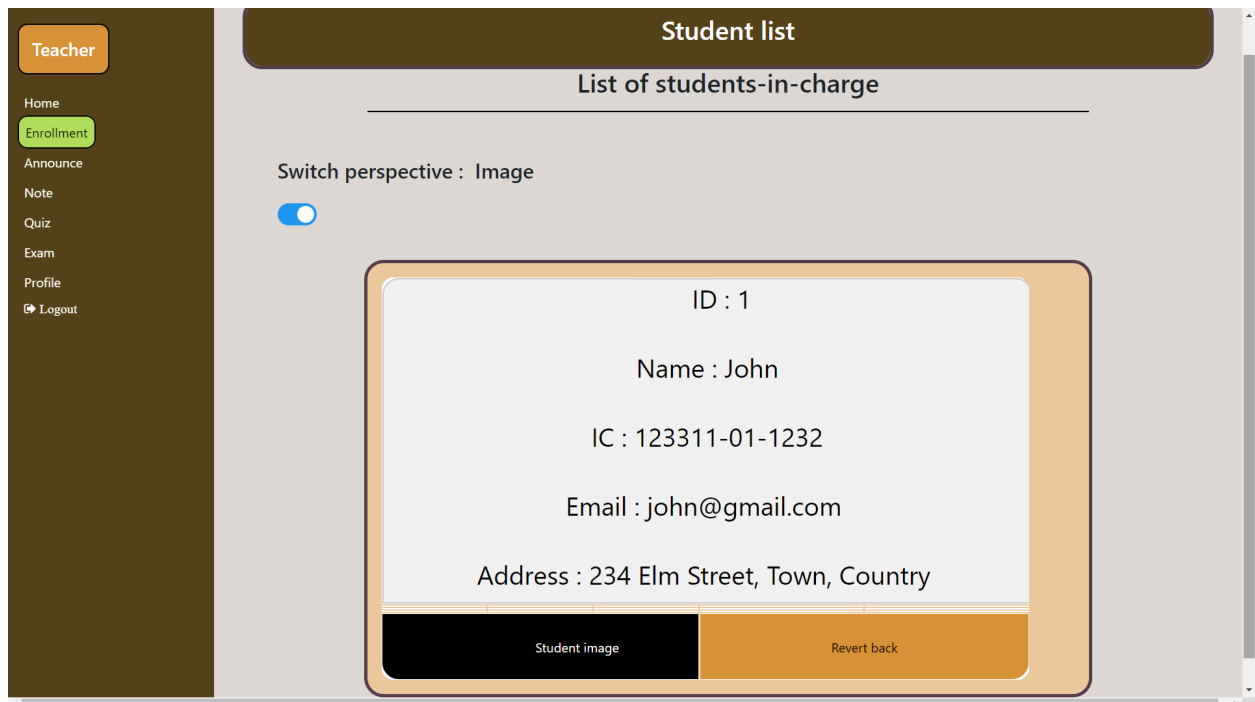 Teacher
Home
Enrollment
Announce
Note
Quiz
Exam
Profile
Logout
Student list
List of students-in-charge
Switch perspective : Image
ID : 1
Name : John
IC : 123311-01-1232
Email : john@gmail.com
Address : 234 Elm Street, Town, Country
Student image
Revert back